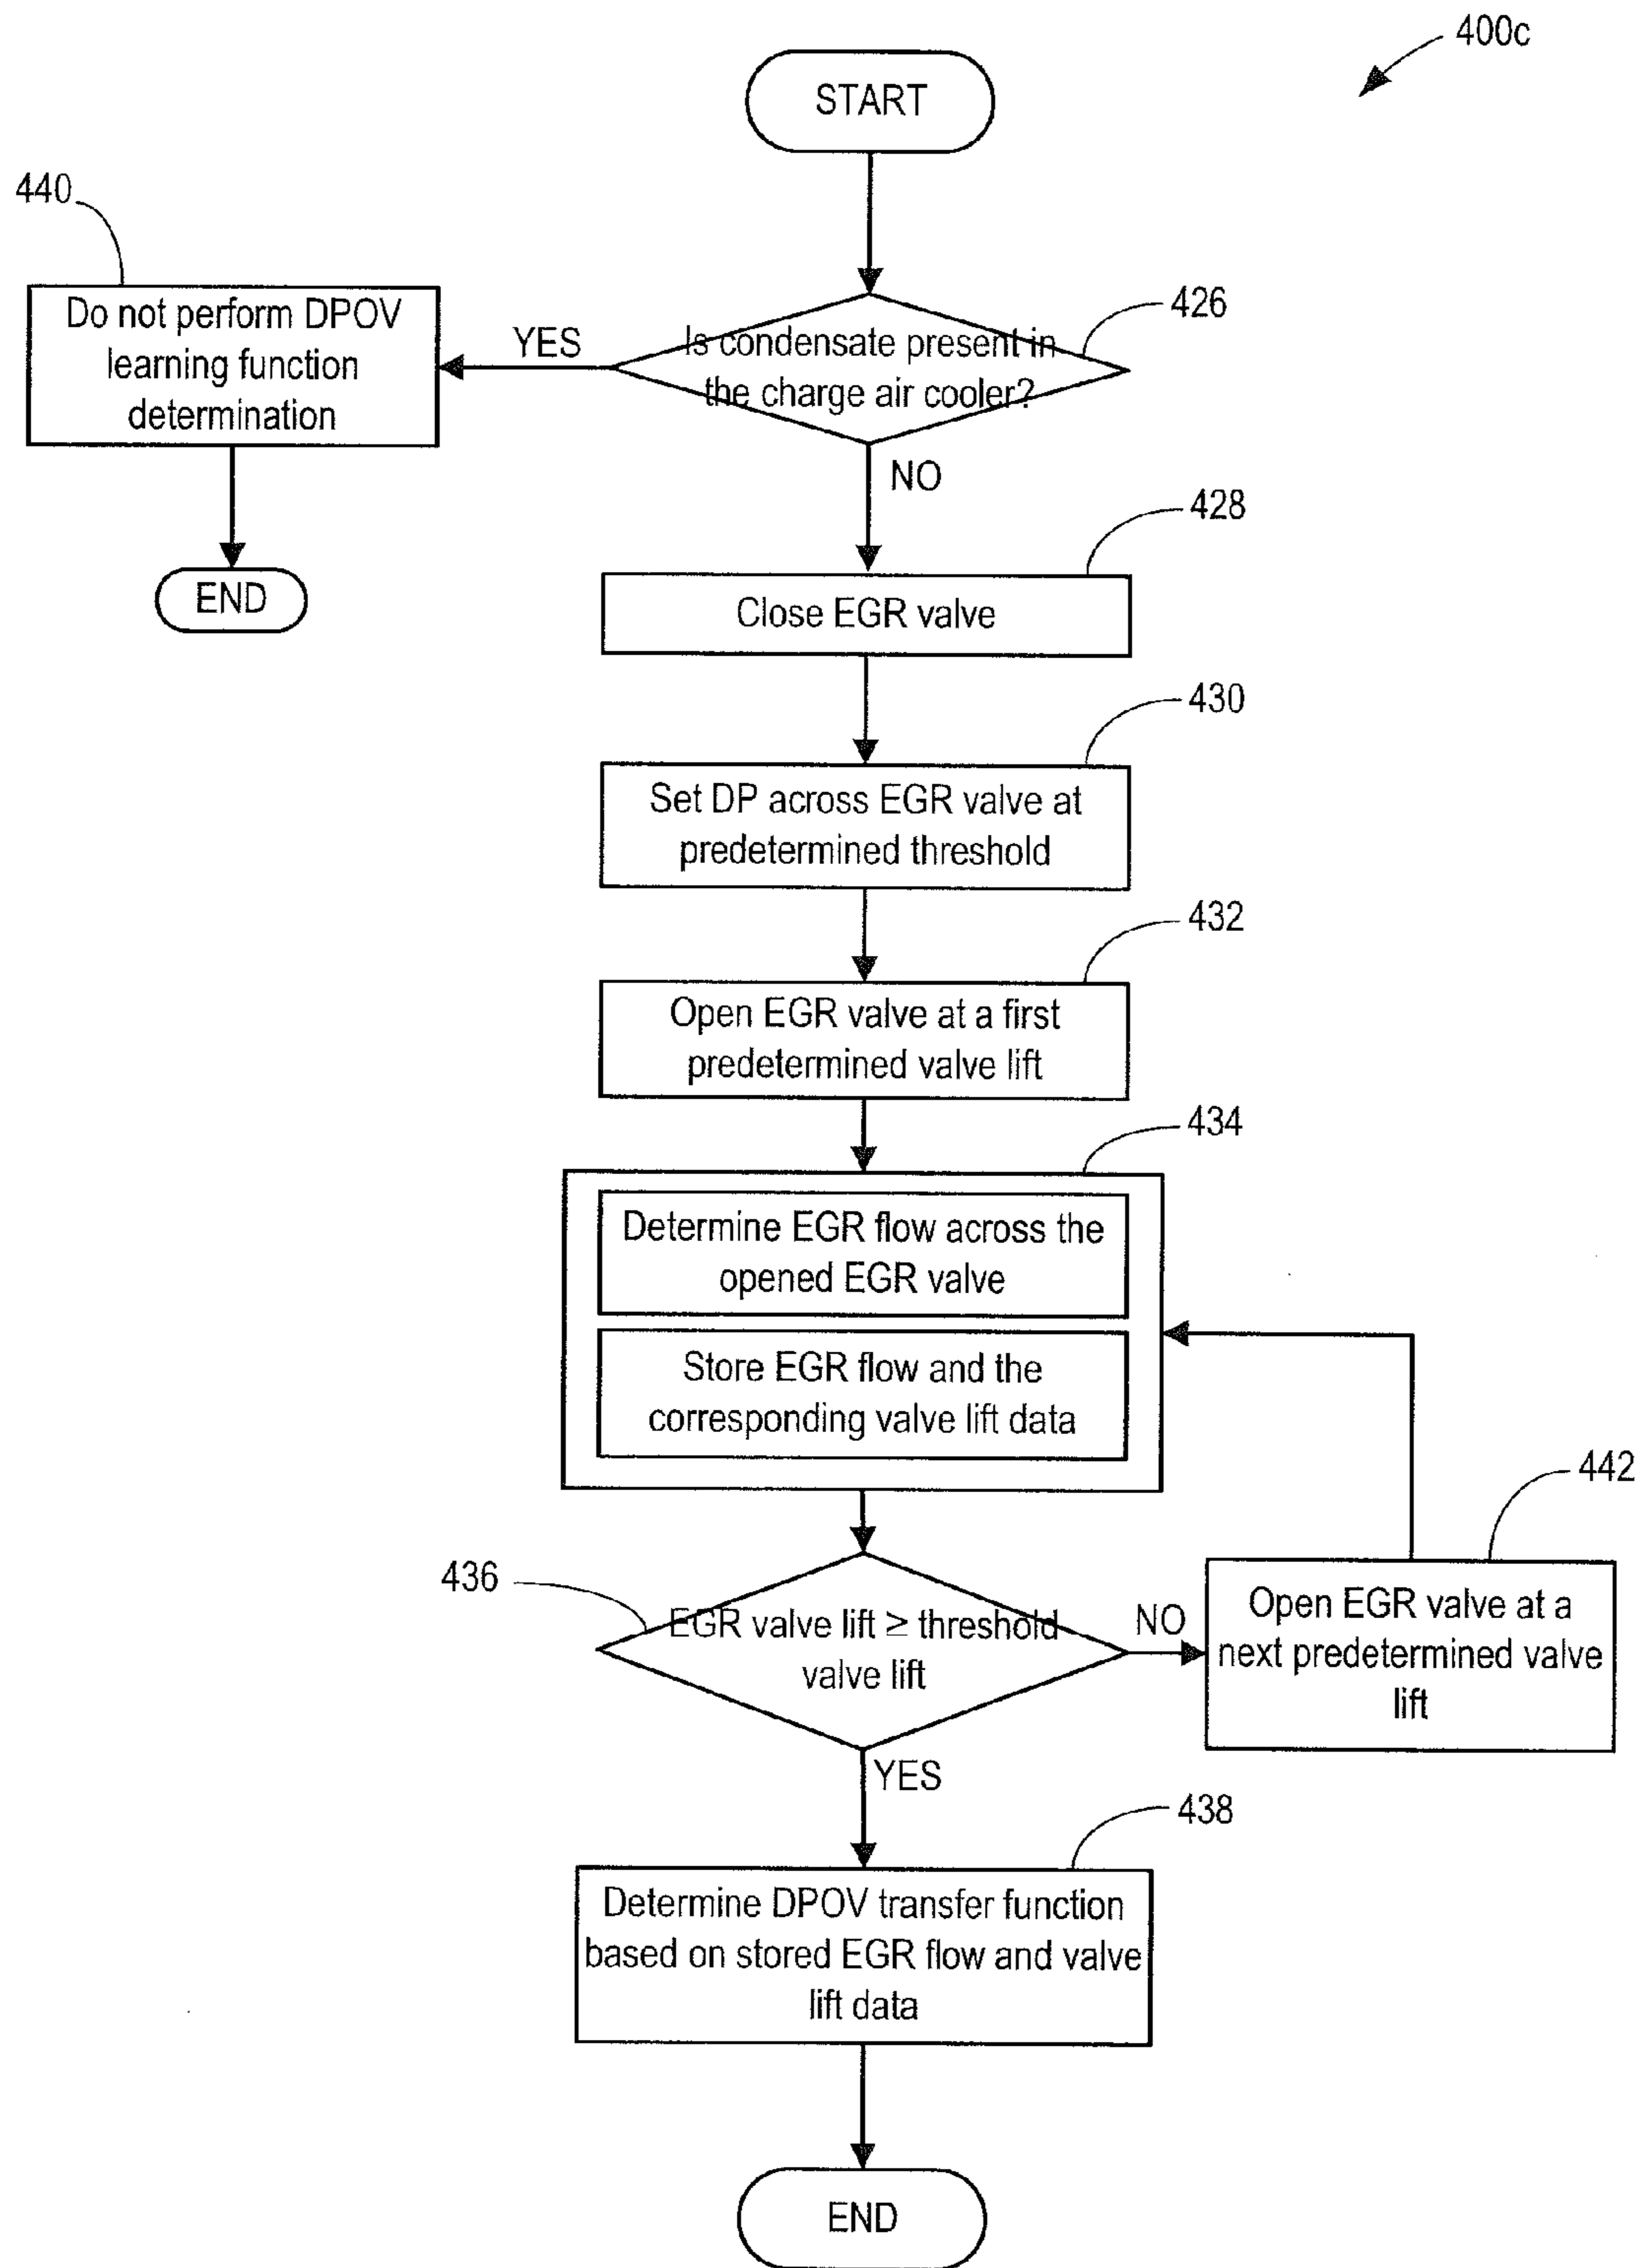 400c
START
440
426
Do not perform DPOV
learning function
determination
YES
Is condensate present in
the charge air cooler?
NO
428
END
Close EGR valve
430
Set DP across EGR valve at
predetermined threshold
432
Open EGR valve at a first
predetermined valve lift
434
Determine EGR flow across the
opened EGR valve
Store EGR flow and the
corresponding valve lift data
442
436
EGR valve lift ≥ threshold
valve lift
NO
Open EGR valve at a
next predetermined valve
lift
YES
438
Determine DPOV transfer function
based on stored EGR flow and valve
lift data
END